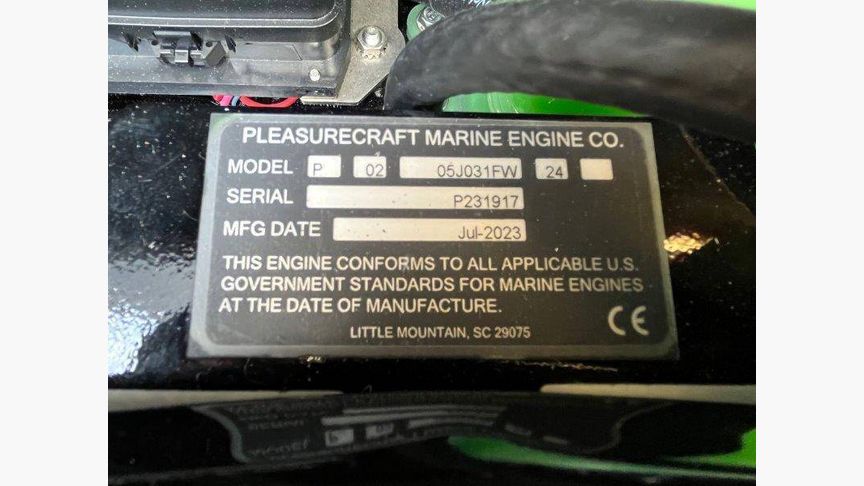 PLEASURECRAFT MARINE ENGINE CO.
MODEL P 02 05J031FW 24
SERIAL P231917
MFG DATE Jul-2023
THIS ENGINE CONFORMS TO ALL APPLICABLE U.S.
GOVERNMENT STANDARDS FOR MARINE ENGINES
AT THE DATE OF MANUFACTURE.
LITTLE MOUNTAIN, SC 29075
CE